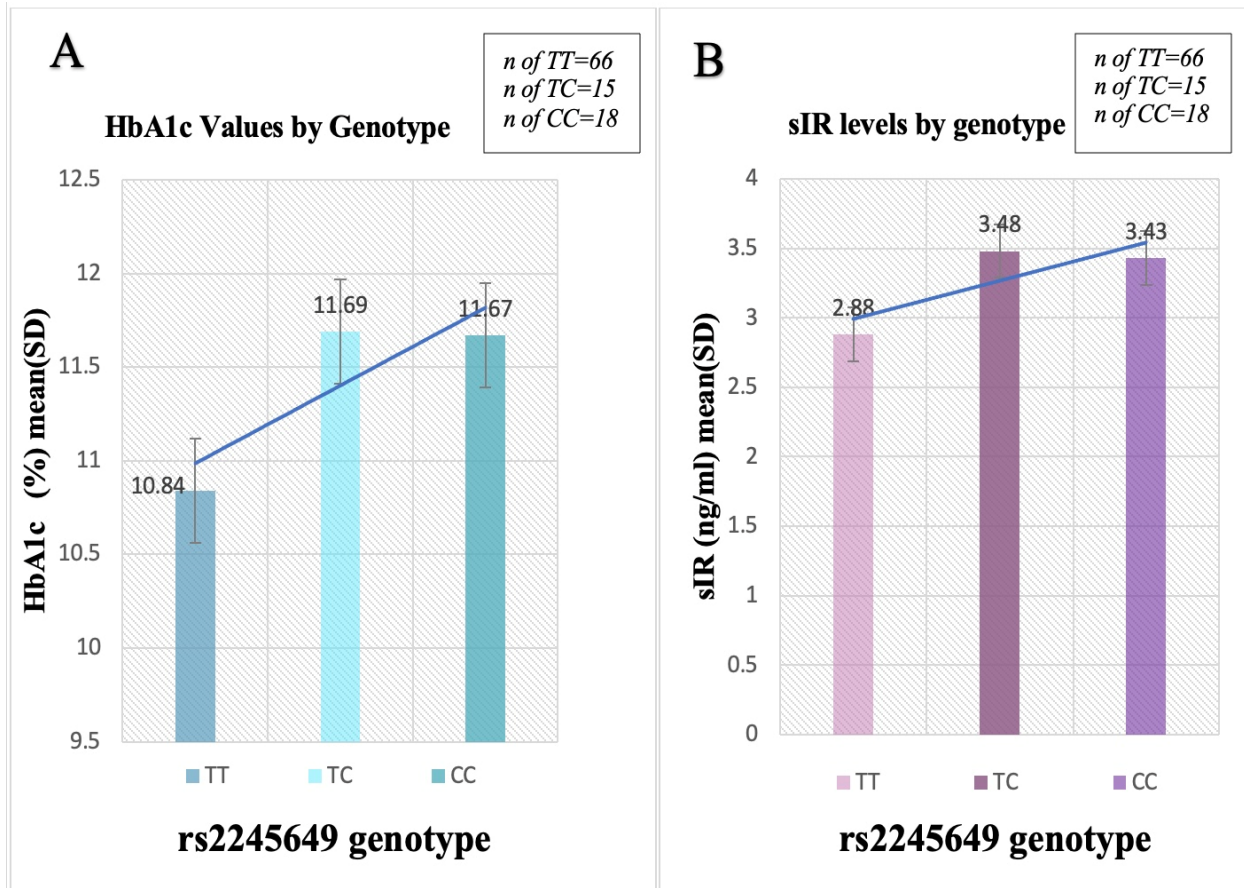 A
n of TT=66
n of TC=15
n of CC=18
HbA1c Values by Genotype
12.5
12
11.5
11
10.5
10
9.5
HbA1c (%) mean(SD)
10.84
11.69
11.67
TT
TC
CC
rs2245649 genotype
B
n of TT=66
n of TC=15
n of CC=18
sIR levels by genotype
4
3.5
3
2.5
2
1.5
1
0.5
0
sIR (ng/ml) mean(SD)
2.88
3.48
3.43
TT
TC
CC
rs2245649 genotype